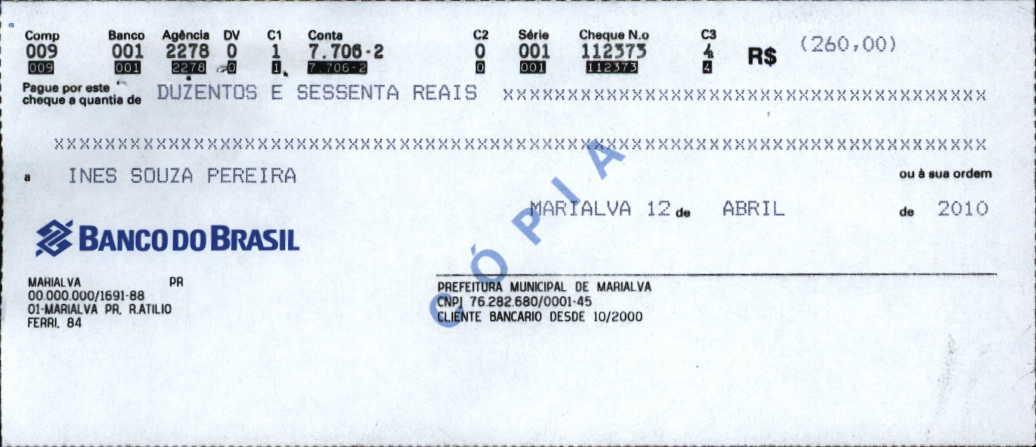 Comp Banco Agência DV C1 Conta C2 Série Cheque N.o C3
009 001 2278 0 1 7.706-2 0 001 112373 4 R$ (260,00)
009 001 2278 0 1 7.706-2 0 001 112373 4
Pague por este
cheque a quantia de DUZENTOS E SESSENTA REAIS XXXXXXXXXXXXXXXXXXXXXXXXXXXXXXXXXXXXX
XXXXXXXXXXXXXXXXXXXXXXXXXXXXXXXXXXXXXXXXXXXXXXXXXXXXXXXXXXXXXXXXXXXXXXX
a INES SOUZA PEREIRA ou à sua ordem
MARIALVA 12 de ABRIL de 2010
CÓPIA
BANCO DO BRASIL
MARIALVA PR
00.000.000/1691-88
01-MARIALVA PR. R.ATILIO
FERRI, 84
PREFEITURA MUNICIPAL DE MARIALVA
CNPJ 76.282.680/0001-45
CLIENTE BANCARIO DESDE 10/2000